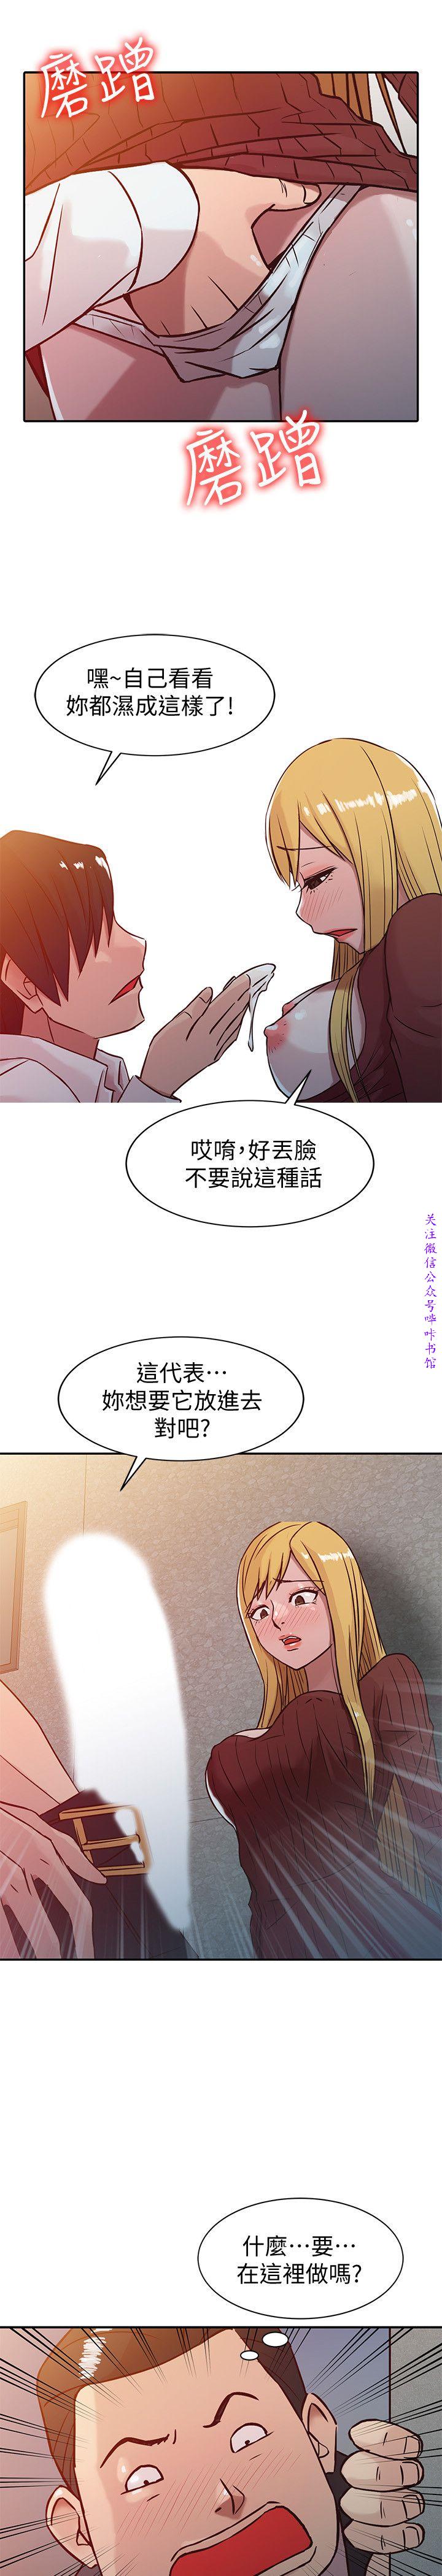 磨蹭
磨蹭
嘿~自己看看
妳都濕成這樣了!
哎唷,好丟臉
不要說這種話
关注微信公众号哔咔书馆
這代表…
妳想要它放進去
對吧?
什麼…要…
在這裡做嗎?